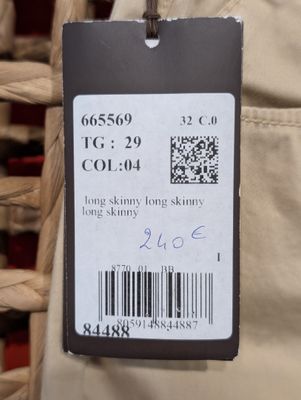 665569 32 C.0
TG : 29
COL:04
long skinny long skinny
long skinny
240 €
I
8770 01 BB
8059148844887
84488